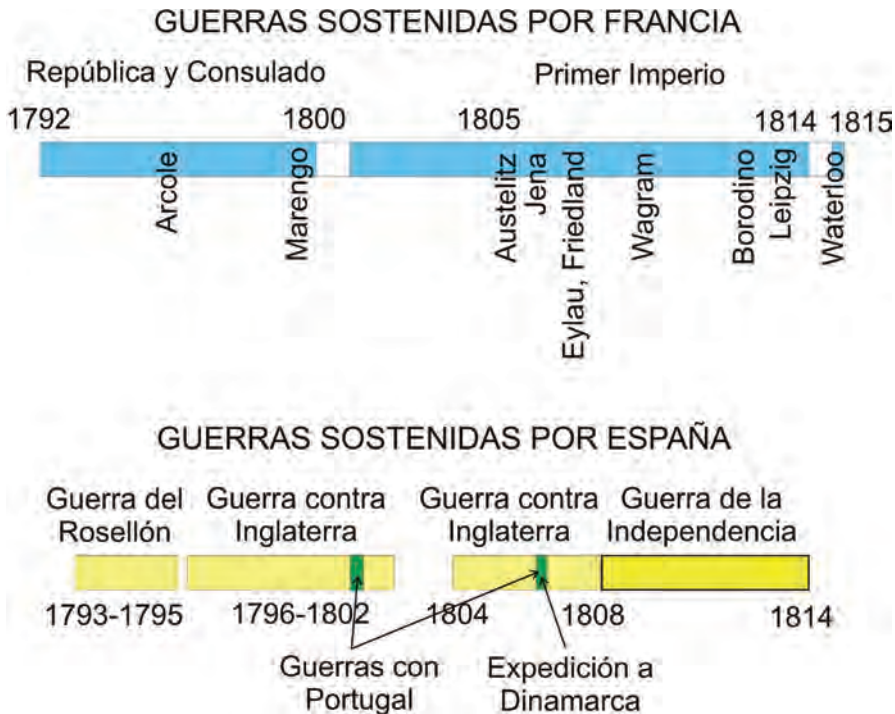 GUERRAS SOSTENIDAS POR FRANCIA
República y Consulado
Primer Imperio
1792
1800
1805
1814
1815
Arcole
Marengo
Austelitz
Jena
Eylau, Friedland
Wagram
Borodino
Leipzig
Waterloo
GUERRAS SOSTENIDAS POR ESPAÑA
Guerra del
Rosellón
Guerra contra
Inglaterra
Guerra contra
Inglaterra
Guerra de la
Independencia
1793-1795
1796-1802
1804
1808
1814
Guerras con
Portugal
Expedición a
Dinamarca